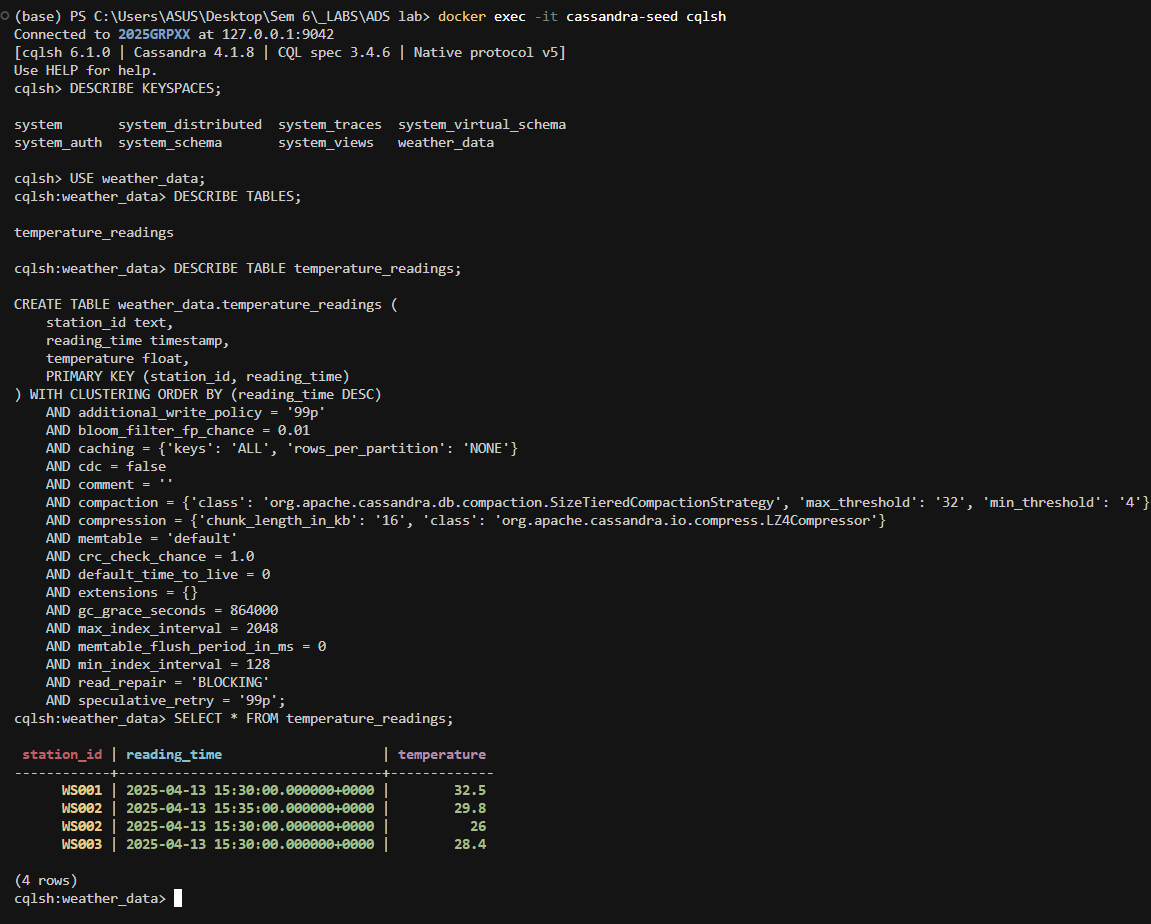 (base) PS C:\Users\ASUS\Desktop\Sem 6\_LABS\ADS lab> docker exec -it cassandra-seed cqlsh
Connected to 2025GRPXX at 127.0.0.1:9042
[cqlsh 6.1.0 | Cassandra 4.1.8 | CQL spec 3.4.6 | Native protocol v5]
Use HELP for help.
cqlsh> DESCRIBE KEYSPACES;

system       system_distributed  system_traces  system_virtual_schema
system_auth  system_schema       system_views   weather_data

cqlsh> USE weather_data;
cqlsh:weather_data> DESCRIBE TABLES;

temperature_readings

cqlsh:weather_data> DESCRIBE TABLE temperature_readings;

CREATE TABLE weather_data.temperature_readings (
    station_id text,
    reading_time timestamp,
    temperature float,
    PRIMARY KEY (station_id, reading_time)
) WITH CLUSTERING ORDER BY (reading_time DESC)
    AND additional_write_policy = '99p'
    AND bloom_filter_fp_chance = 0.01
    AND caching = {'keys': 'ALL', 'rows_per_partition': 'NONE'}
    AND cdc = false
    AND comment = ''
    AND compaction = {'class': 'org.apache.cassandra.db.compaction.SizeTieredCompactionStrategy', 'max_threshold': '32', 'min_threshold': '4'}
    AND compression = {'chunk_length_in_kb': '16', 'class': 'org.apache.cassandra.io.compress.LZ4Compressor'}
    AND memtable = 'default'
    AND crc_check_chance = 1.0
    AND default_time_to_live = 0
    AND extensions = {}
    AND gc_grace_seconds = 864000
    AND max_index_interval = 2048
    AND memtable_flush_period_in_ms = 0
    AND min_index_interval = 128
    AND read_repair = 'BLOCKING'
    AND speculative_retry = '99p';
cqlsh:weather_data> SELECT * FROM temperature_readings;

 station_id | reading_time                    | temperature
------------+---------------------------------+-------------
      WS001 | 2025-04-13 15:30:00.000000+0000 |        32.5
      WS002 | 2025-04-13 15:35:00.000000+0000 |        29.8
      WS002 | 2025-04-13 15:30:00.000000+0000 |          26
      WS003 | 2025-04-13 15:30:00.000000+0000 |        28.4

(4 rows)
cqlsh:weather_data>